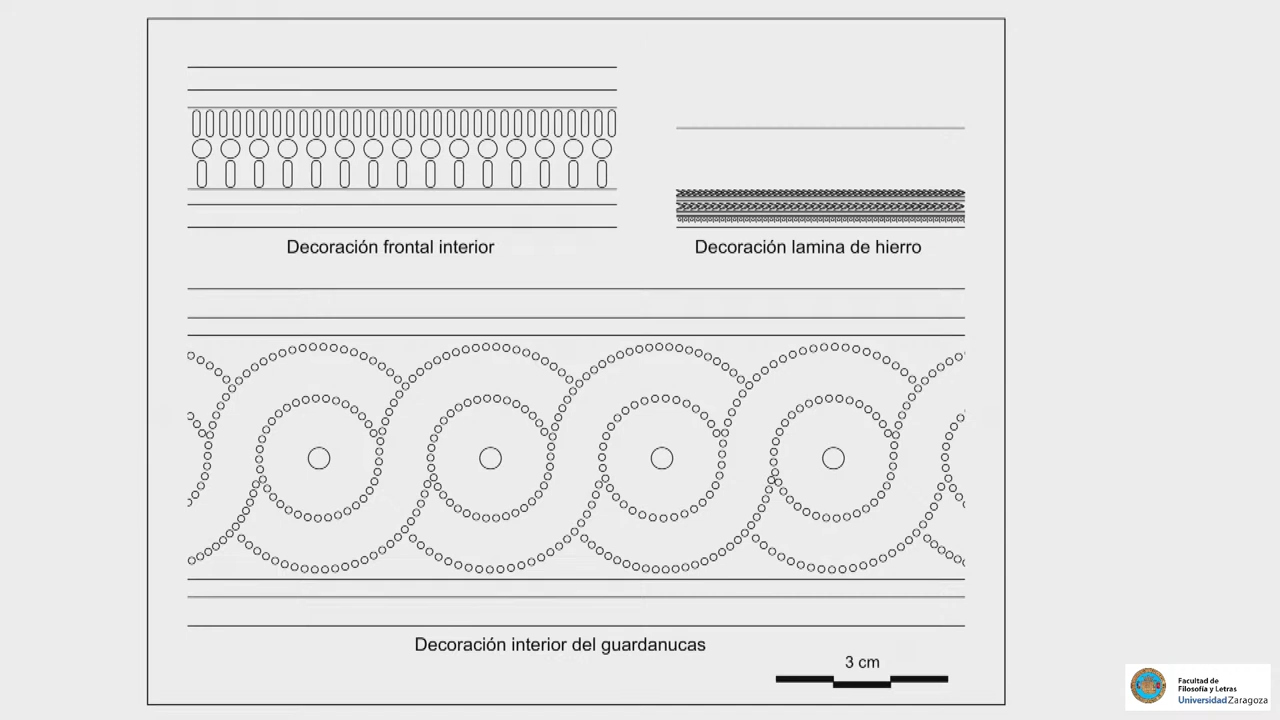 Decoración frontal interior
Decoración lamina de hierro
Decoración interior del guardanucas
3 cm
Facultad de
Filosofía y Letras
Universidad Zaragoza